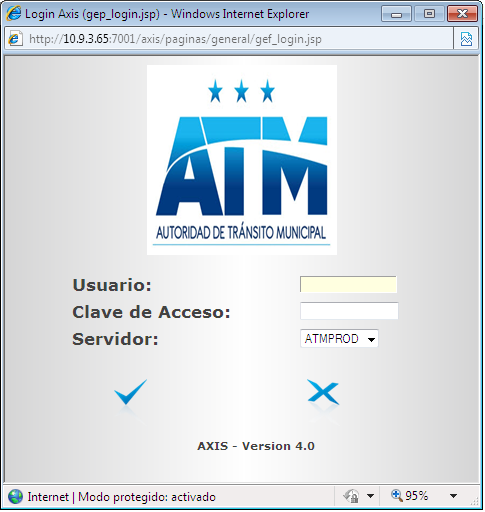 Login Axis (gep_login.jsp) - Windows Internet Explorer
http://10.9.3.65:7001/axis/paginas/general/gef_login.jsp
ATM
AUTORIDAD DE TRÁNSITO MUNICIPAL
Usuario:
Clave de Acceso:
Servidor: ATMPROD
AXIS - Version 4.0
Internet | Modo protegido: activado 95%